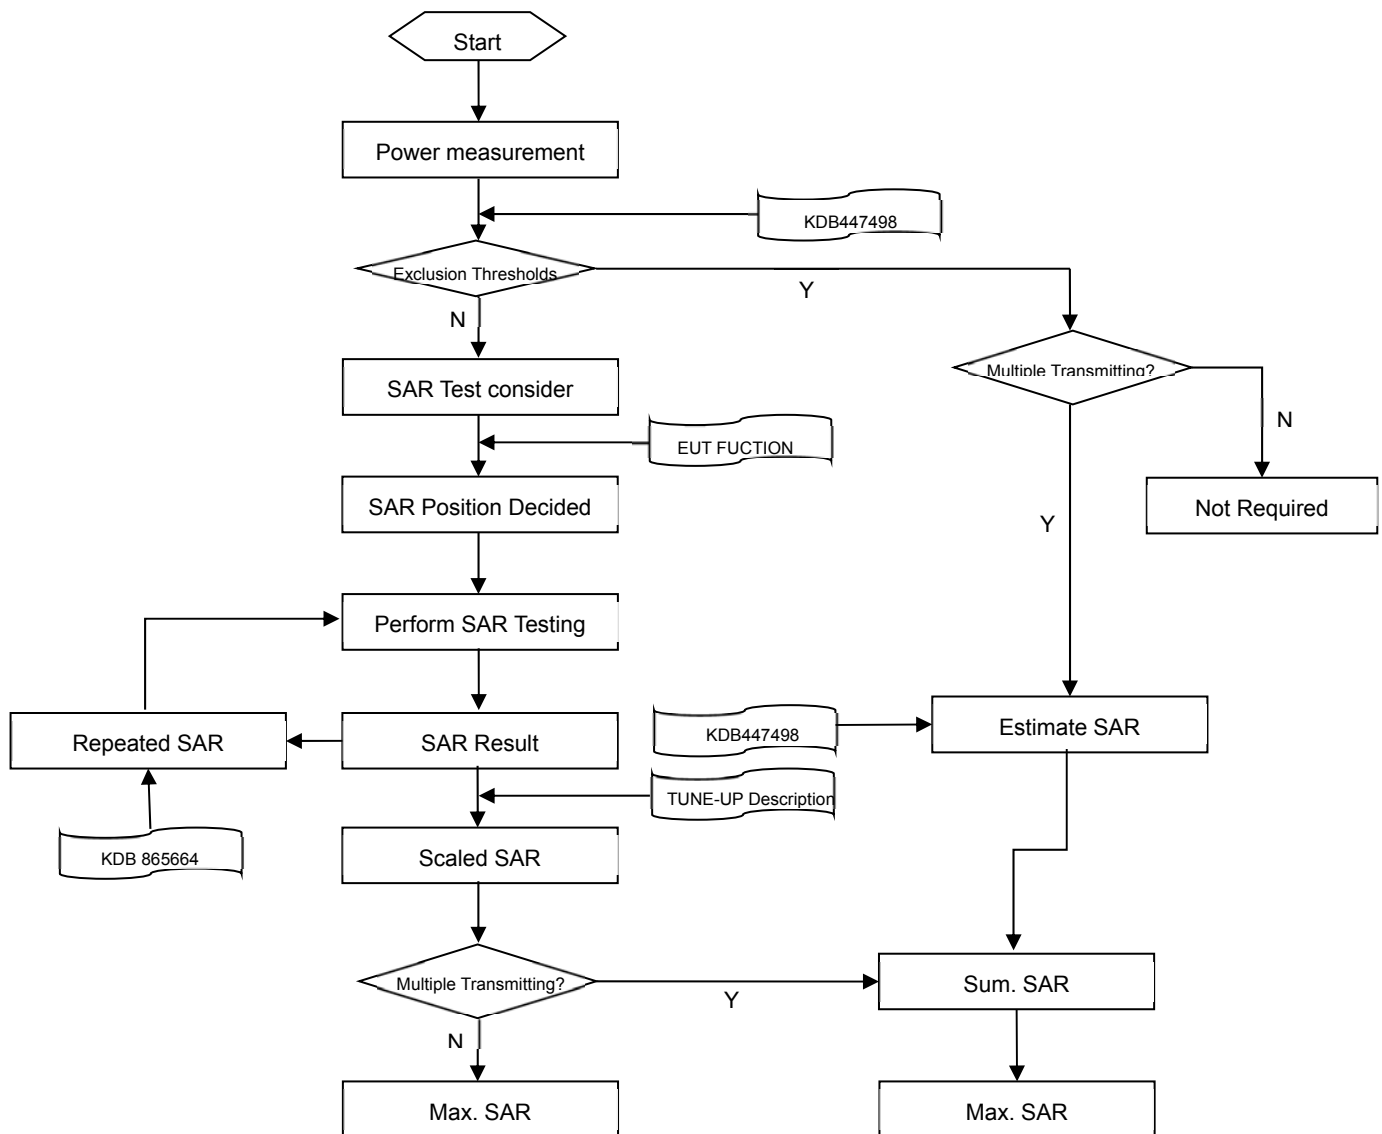 Start
Power measurement
KDB447498
Exclusion Thresholds
Y
N
Multiple Transmitting?
SAR Test consider
N
EUT FUCTION
SAR Position Decided
Not Required
Y
Perform SAR Testing
Repeated SAR
SAR Result
KDB447498
Estimate SAR
TUNE-UP Description
KDB 865664
Scaled SAR
Multiple Transmitting?
Y
Sum. SAR
N
Max. SAR
Max. SAR